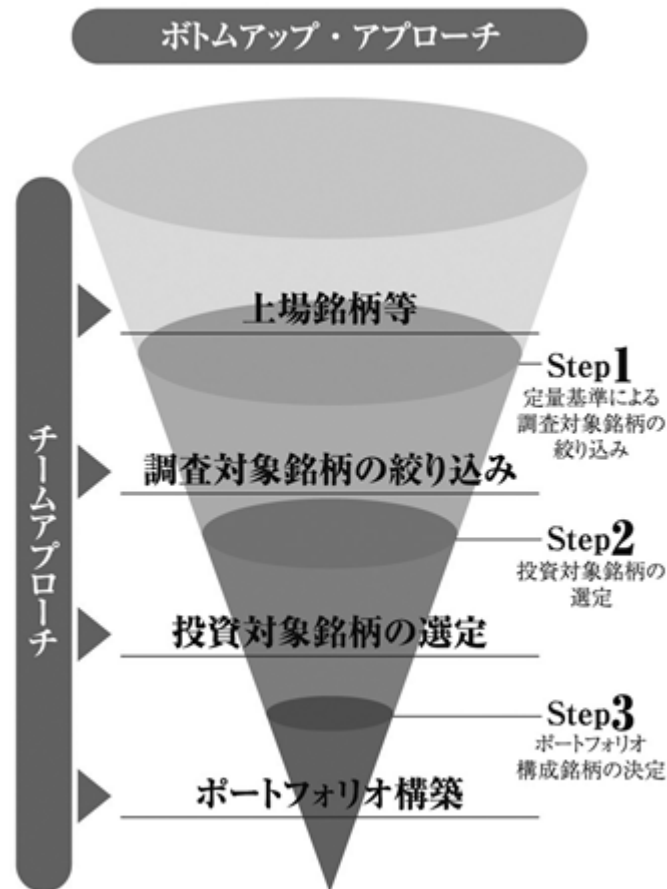 ボトムアップ・アプローチ
チームアプローチ
上場銘柄等
Step1
定量基準による
調査対象銘柄の
絞り込み
調査対象銘柄の絞り込み
Step2
投資対象銘柄の
選定
投資対象銘柄の選定
Step3
ポートフォリオ
構成銘柄の決定
ポートフォリオ構築